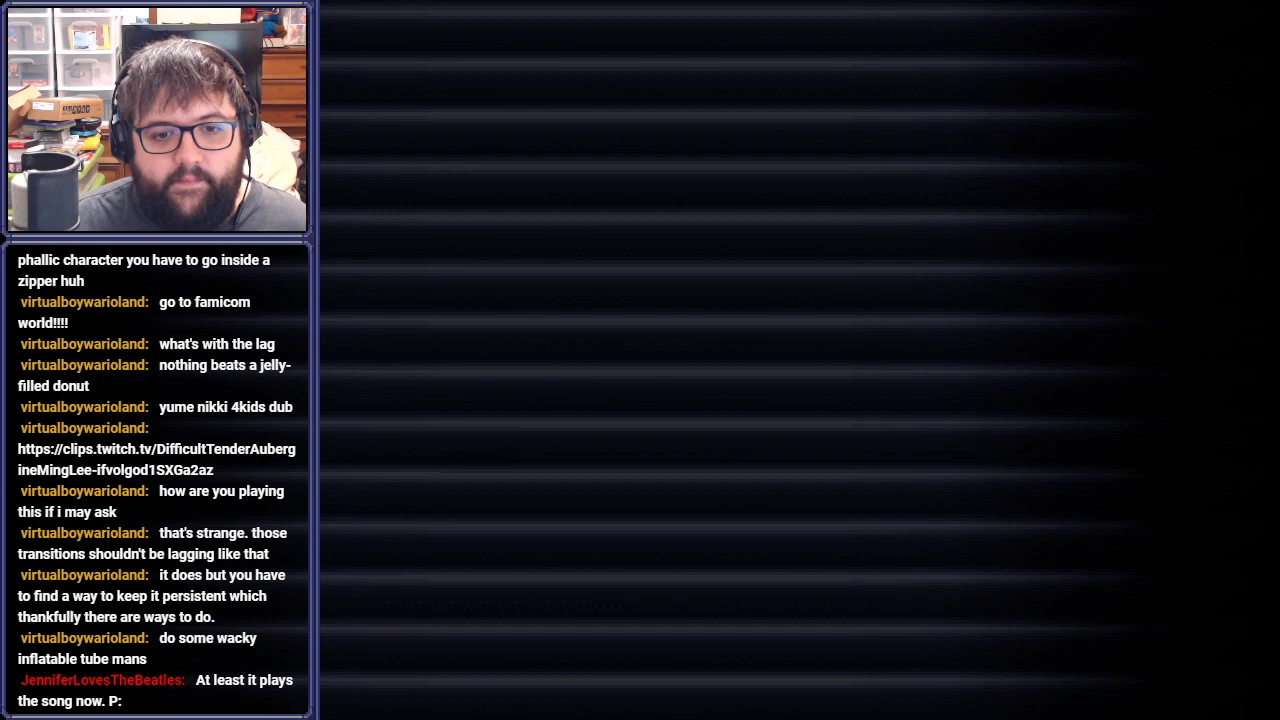 phallic character you have to go inside a
zipper huh
virtualboywarioland: go to famicom
world!!!!
virtualboywarioland: what's with the lag
virtualboywarioland: nothing beats a jelly-
filled donut
virtualboywarioland: yume nikki 4kids dub
virtualboywarioland:
https://clips.twitch.tv/DifficultTenderAuberg
ineMingLee-ifvolgod1SXGa2az
virtualboywarioland: how are you playing
this if i may ask
virtualboywarioland: that's strange. those
transitions shouldn't be lagging like that
virtualboywarioland: it does but you have
to find a way to keep it persistent which
thankfully there are ways to do.
virtualboywarioland: do some wacky
inflatable tube mans
JenniferLovesTheBeatles: At least it plays
the song now. P: